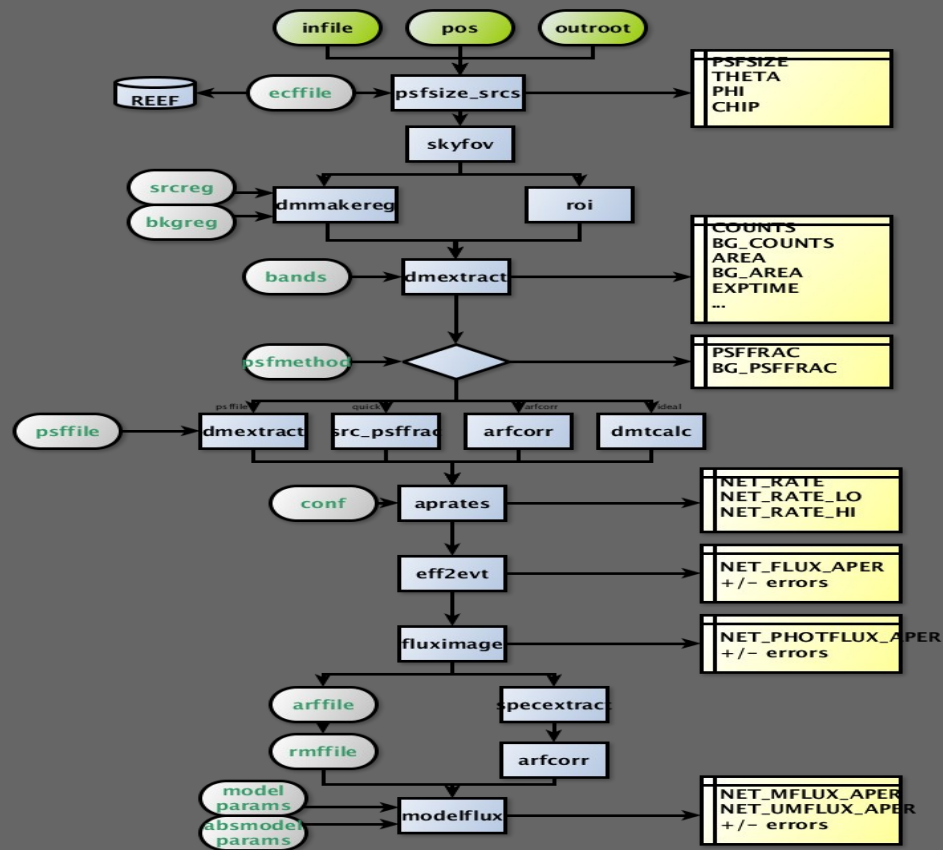 infile
pos
outroot
REEF
ecffile
psfsize_srcs
PSFSIZE
THETA
PHI
CHIP
skyfov
srcreg
bkgreg
dmmakereg
roi
bands
dmextract
COUNTS
BG_COUNTS
AREA
BG_AREA
EXPTIME
...
psfmethod
PSFFRAC
BG_PSFFRAC
psffile
quick
arfcorr
ideal
psffile
dmextract
src_psffrac
arfcorr
dmtcalc
conf
aprates
NET_RATE
NET_RATE_LO
NET_RATE_HI
eff2evt
NET_FLUX_APER
+/- errors
fluximage
NET_PHOTFLUX_APER
+/- errors
arffile
specextract
rmffile
arfcorr
model
params
absmodel
params
modelflux
NET_MFLUX_APER
NET_UMFLUX_APER
+/- errors